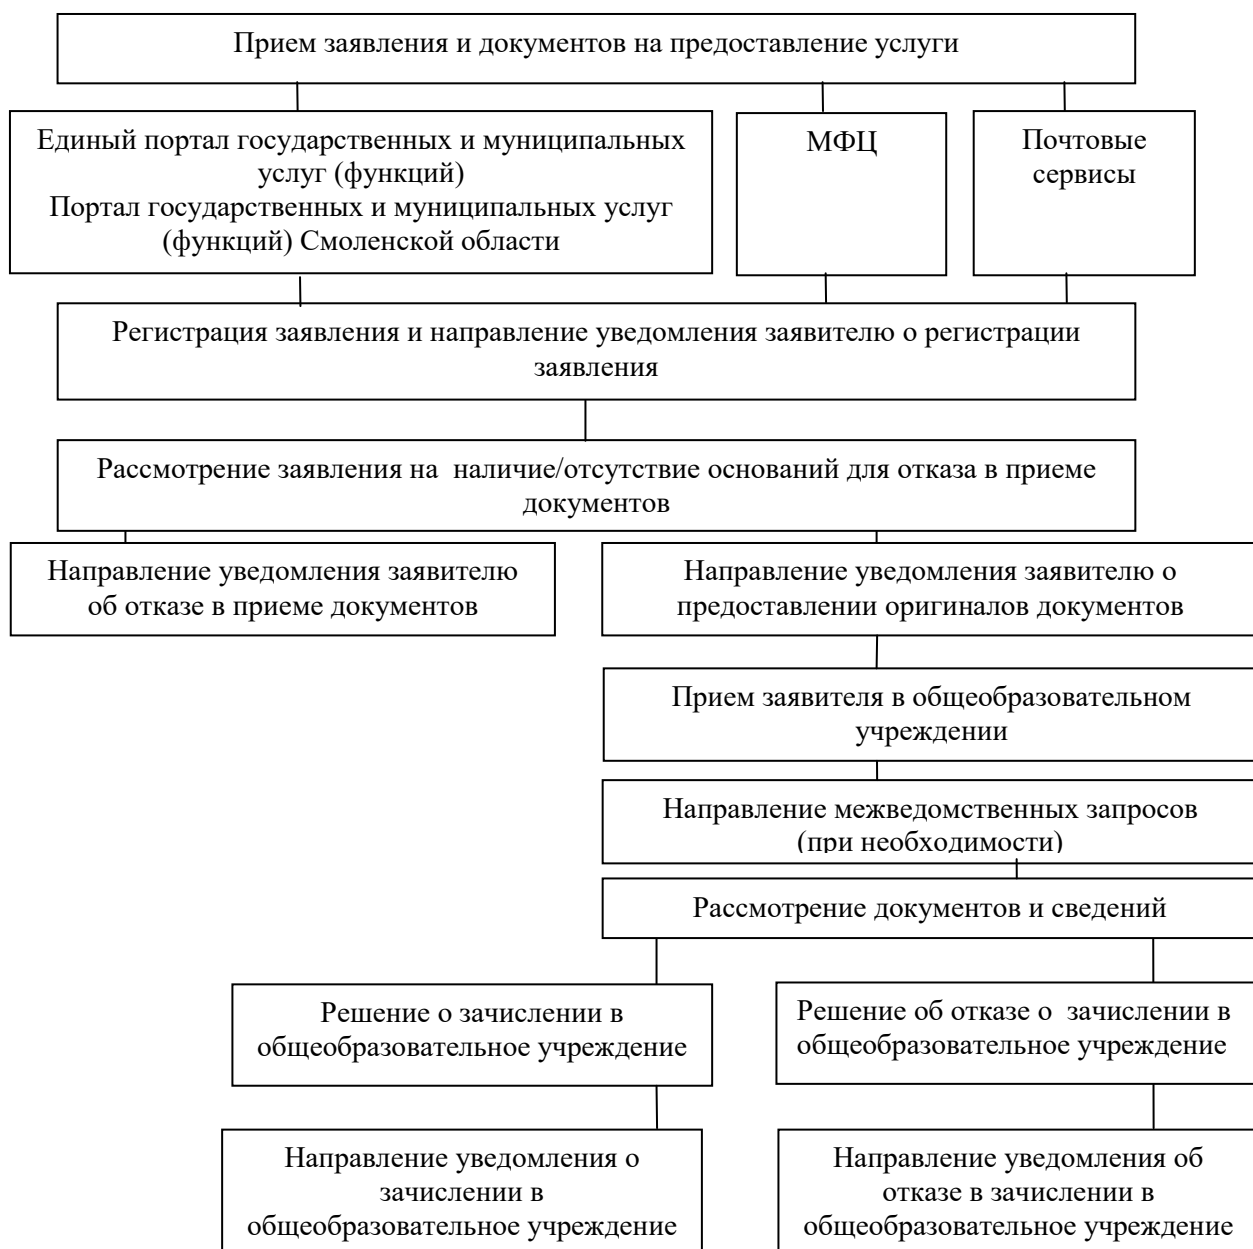 Прием заявления и документов на предоставление услуги
Единый портал государственных и муниципальных
услуг (функций)
Портал государственных и муниципальных услуг
(функций) Смоленской области
МФЦ
Почтовые
сервисы
Регистрация заявления и направление уведомления заявителю о регистрации
заявления
Рассмотрение заявления на  наличие/отсутствие оснований для отказа в приеме
документов
Направление уведомления заявителю
об отказе в приеме документов
Направление уведомления заявителю о
предоставлении оригиналов документов
Прием заявителя в общеобразовательном
учреждении
Направление межведомственных запросов
(при необходимости)
Рассмотрение документов и сведений
Решение о зачислении в
общеобразовательное учреждение
Решение об отказе о  зачислении в
общеобразовательное учреждение
Направление уведомления о
зачислении в
общеобразовательное учреждение
Направление уведомления об
отказе в зачислении в
общеобразовательное учреждение